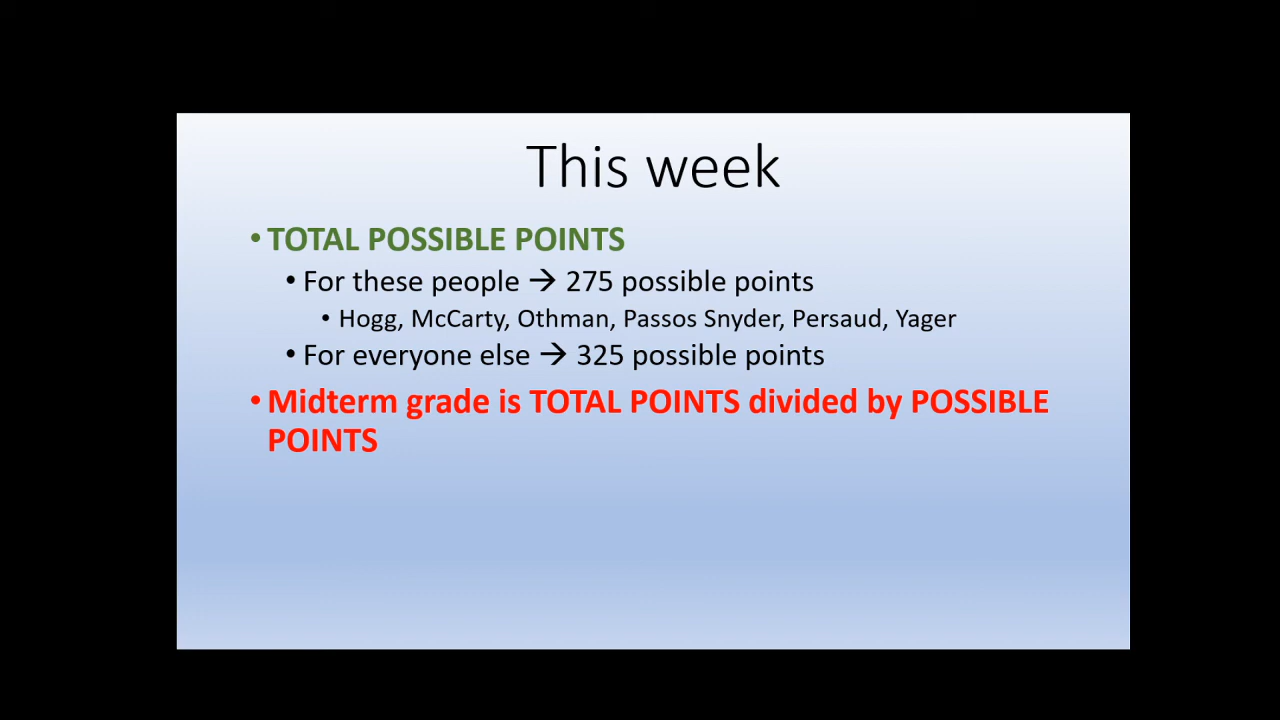 This week
• TOTAL POSSIBLE POINTS
• For these people → 275 possible points
• Hogg, McCarty, Othman, Passos Snyder, Persaud, Yager
• For everyone else → 325 possible points
• Midterm grade is TOTAL POINTS divided by POSSIBLE
POINTS